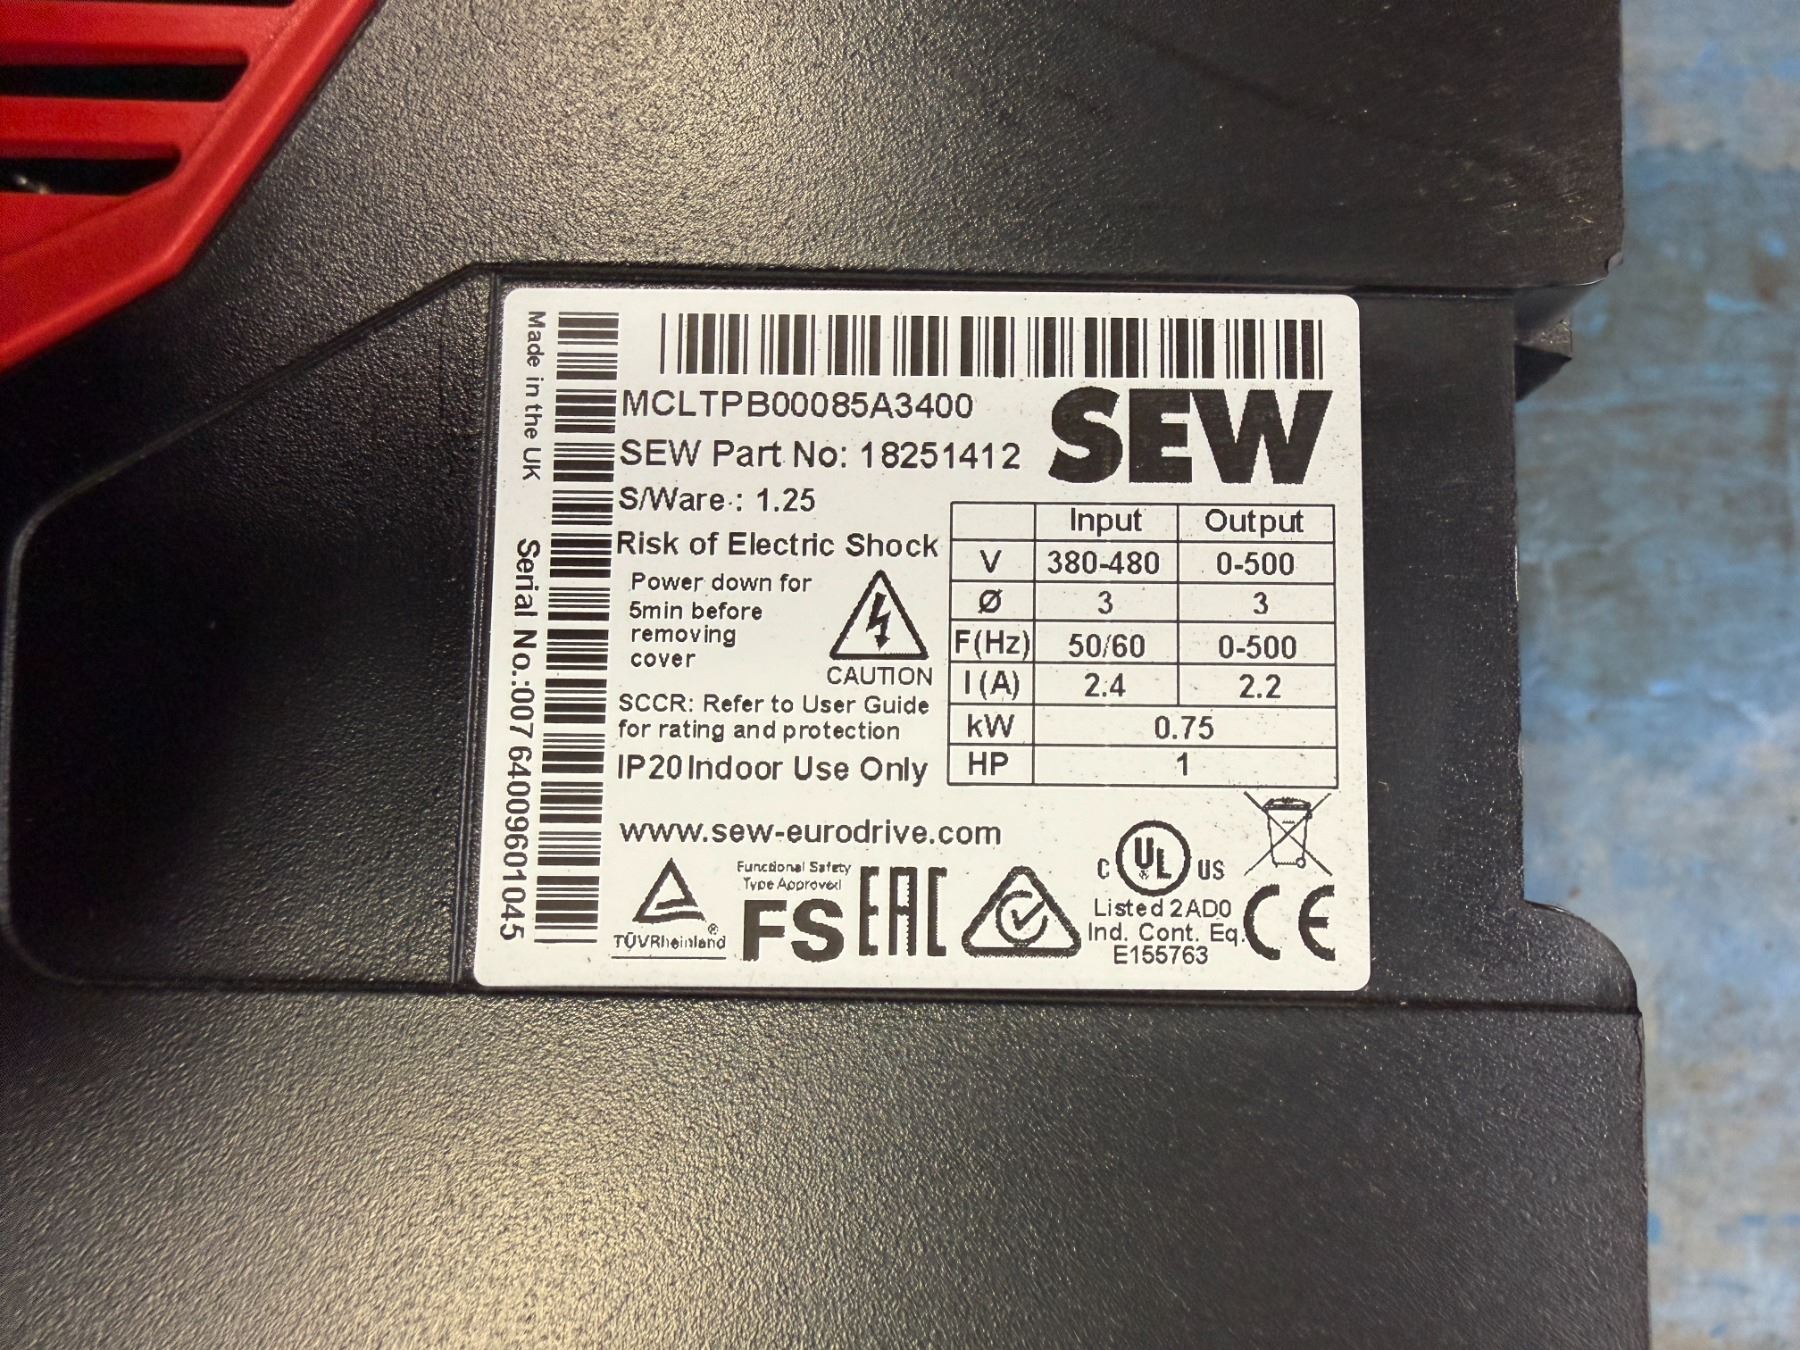 MCLTPB00085A3400
SEW
SEW Part No: 18251412
S/Ware : 1.25
Risk of Electric Shock
Power down for
5min before
removing
cover
CAUTION
SCCR: Refer to User Guide
for rating and protection
IP20 Indoor Use Only
Input Output
V 380-480 0-500
Ø 3 3
F(Hz) 50/60 0-500
I (A) 2.4 2.2
kW 0.75
HP 1
www.sew-eurodrive.com
TÜVRheinland®
Functional Safety
Type Approved
FS
EAC
C UL US
Listed 2AD0
Ind. Cont. Eq.
E155763
CE
Made in the UK
Serial No.:007 64009601045